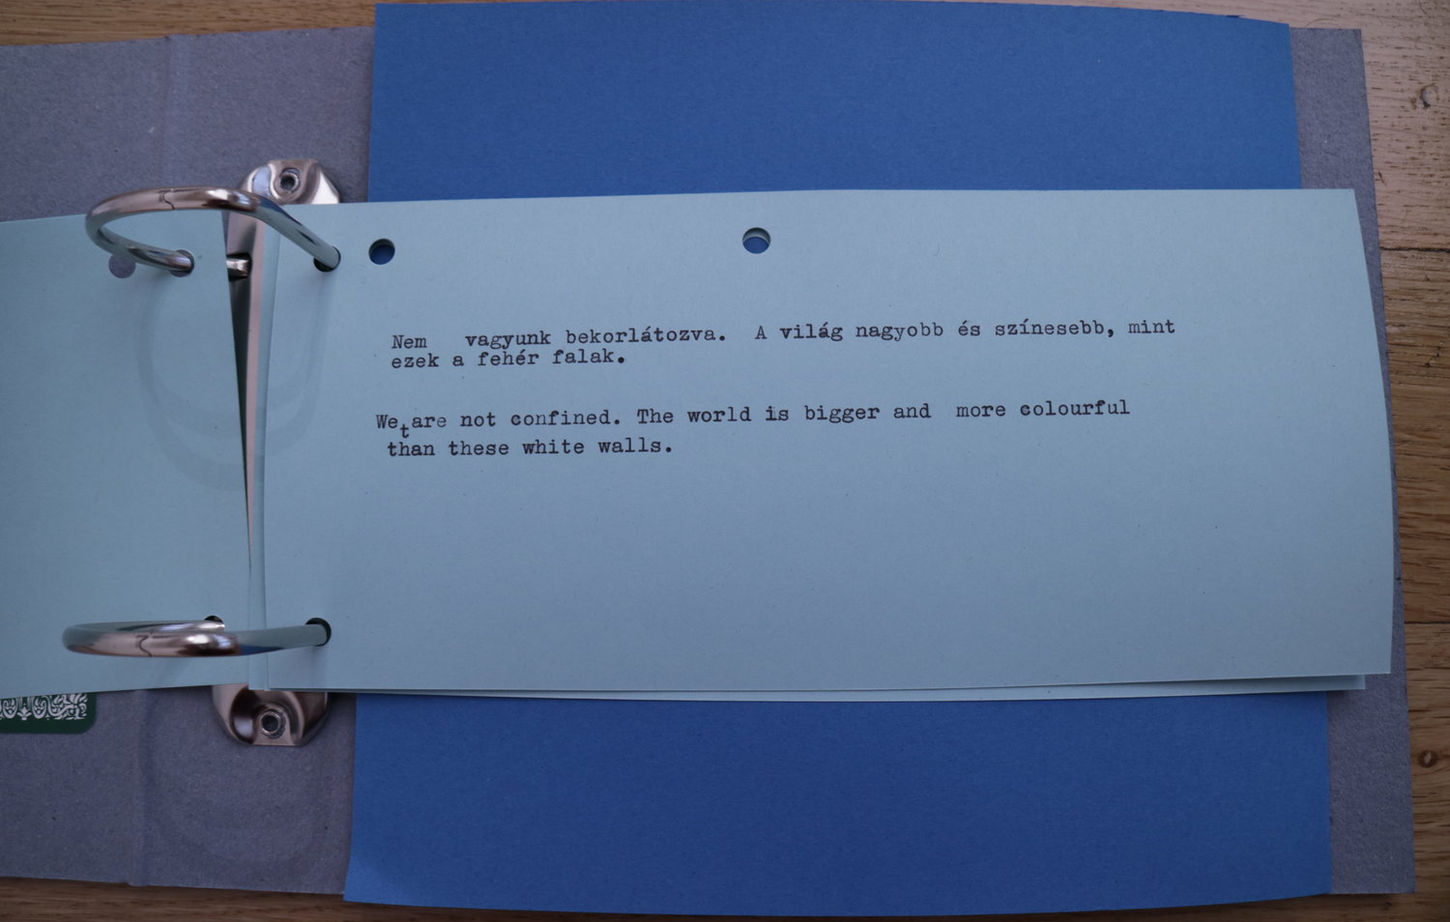 Nem vagyunk bekorlátozva. A világ nagyobb és színesebb, mint
ezek a fehér falak.
We are not confined. The world is bigger and more colourful
t
than these white walls.